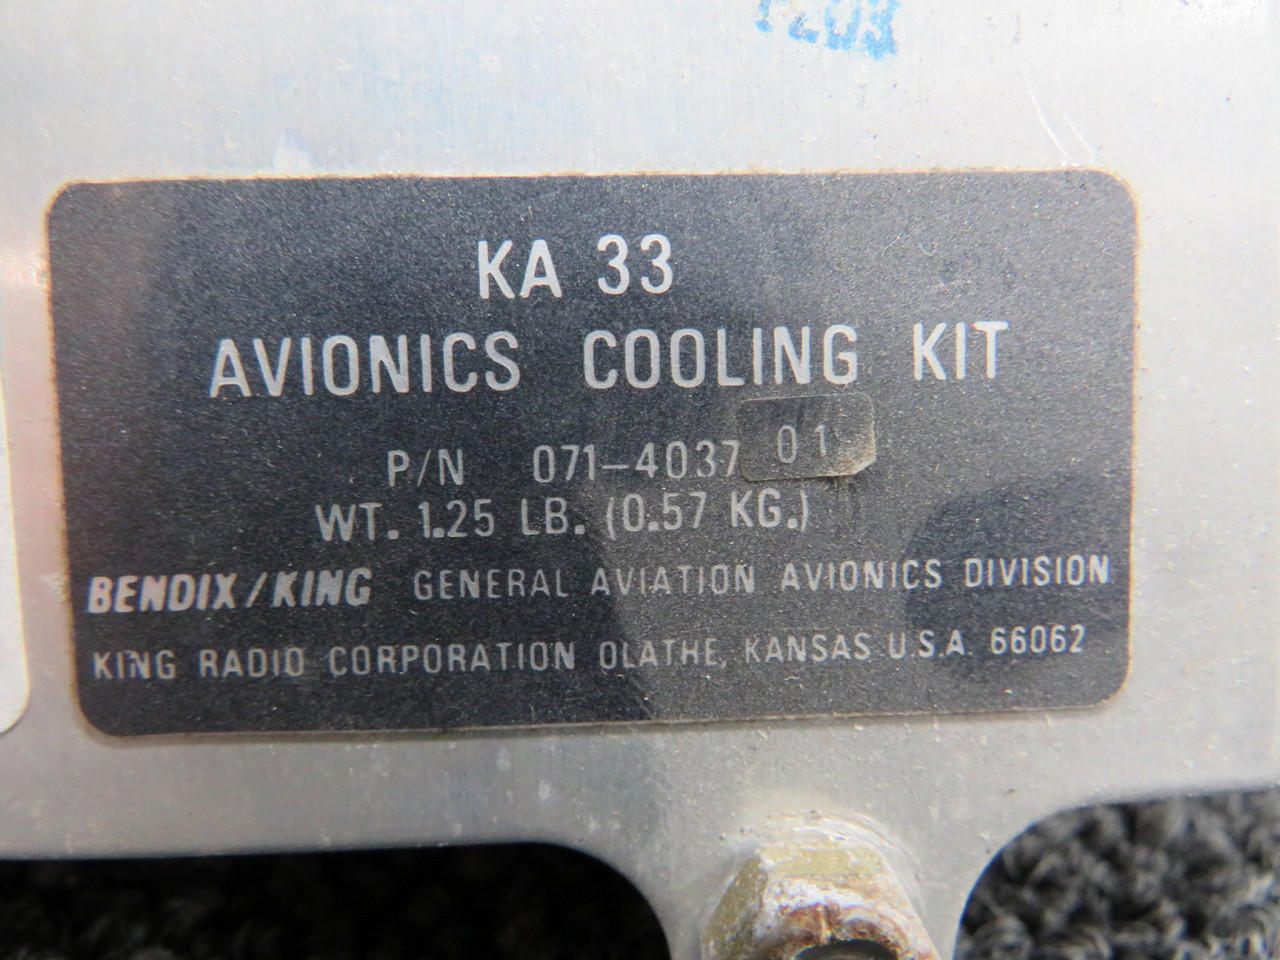 KA 33
AVIONICS COOLING KIT
P/N 071-4037 01
WT. 1.25 LB. (0.57 KG.)
BENDIX/KING GENERAL AVIATION AVIONICS DIVISION
KING RADIO CORPORATION OLATHE, KANSAS U.S.A. 66062